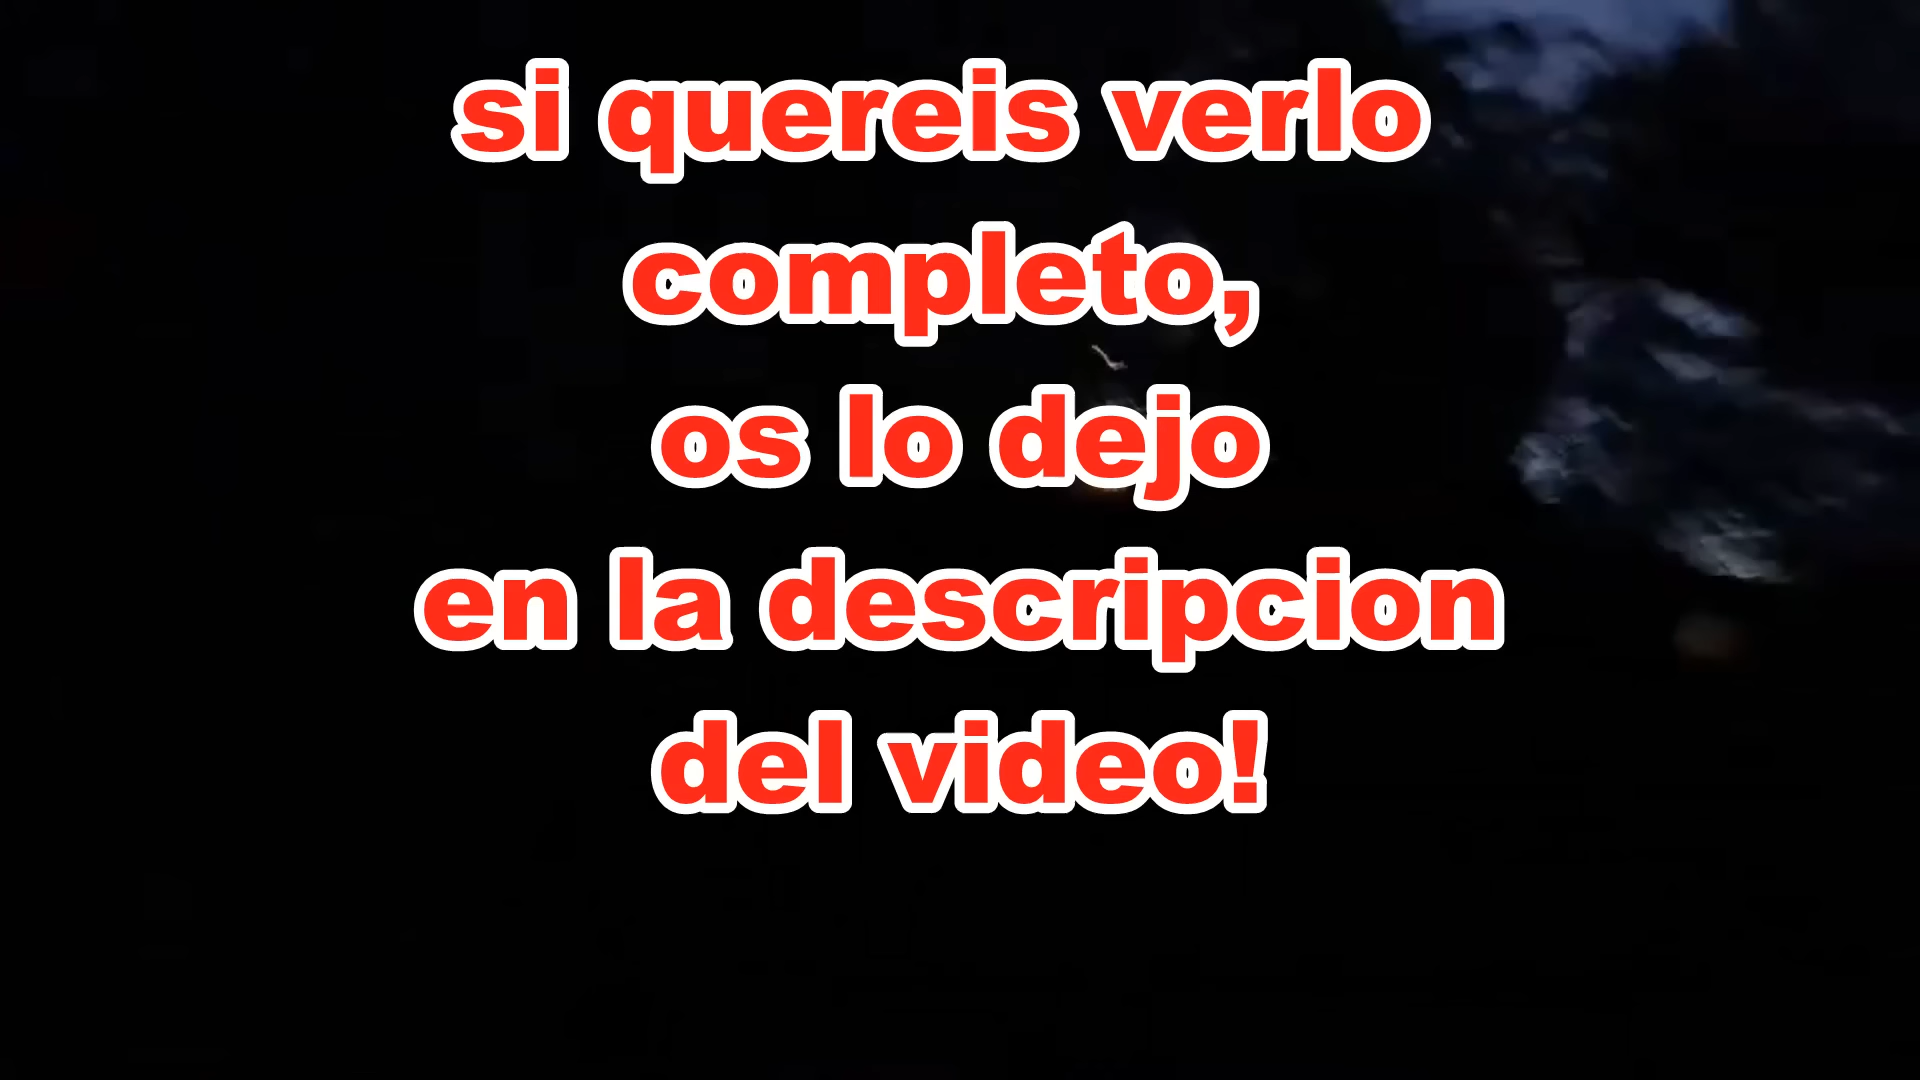 si quereis verlo
completo,
os lo dejo
en la descripcion
del video!